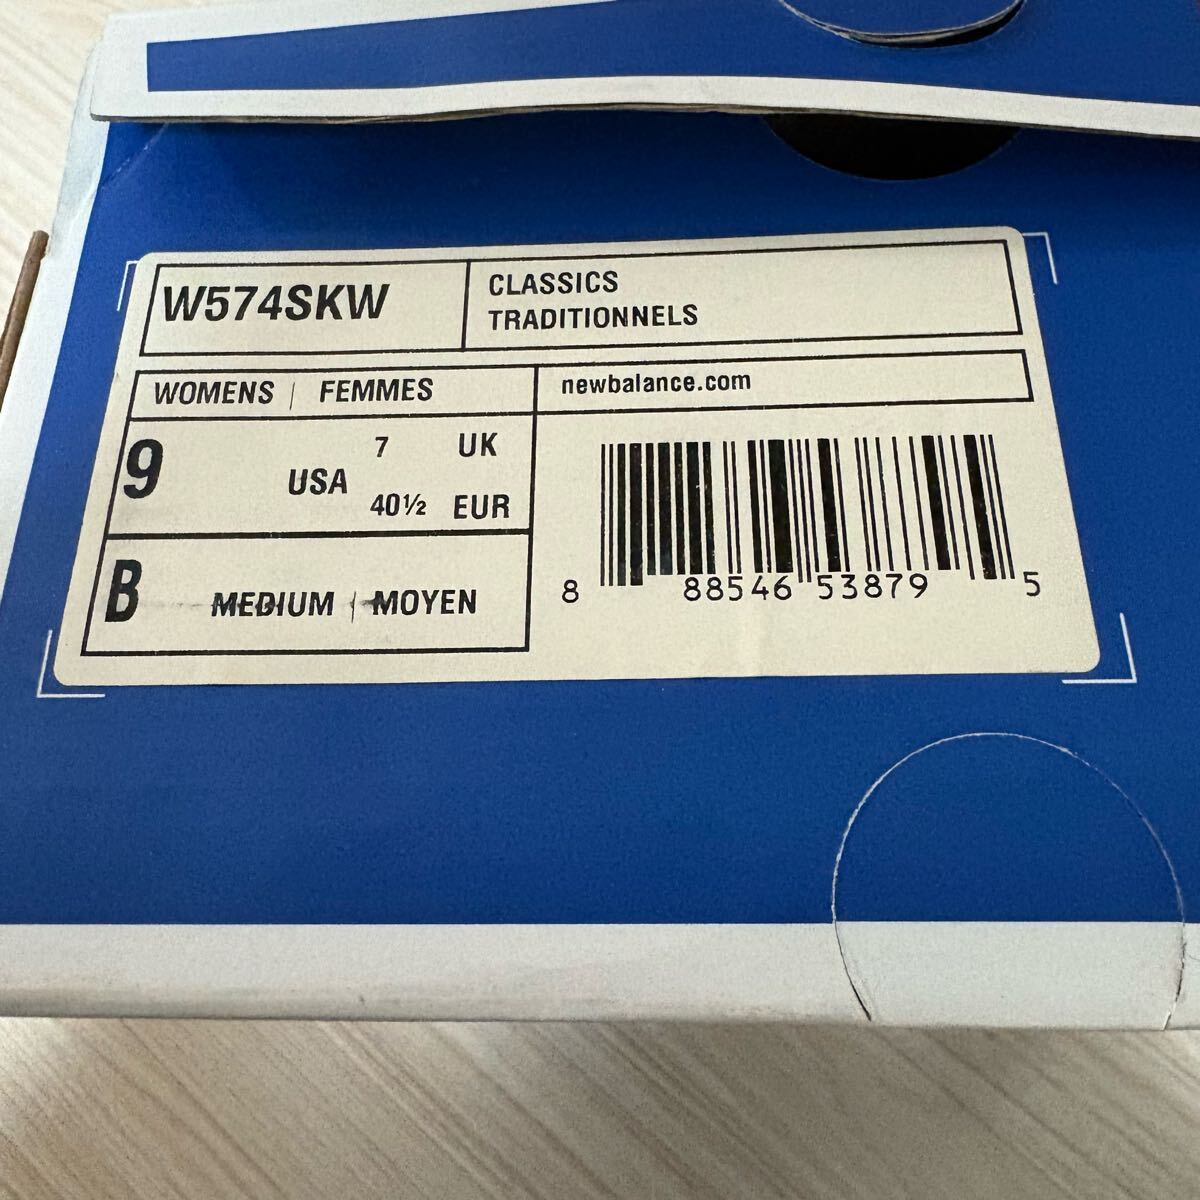 W574SKW
CLASSICS
TRADITIONNELS
WOMENS | FEMMES
newbalance.com
9 USA
7 UK
40½ EUR
B MEDIUM | MOYEN
8 88546 53879 5